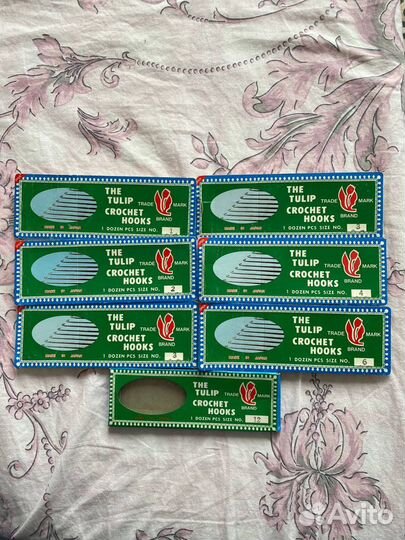 THE
TULIP TRADE MARK
CROCHET
HOOKS BRAND
1 DOZEN PCS SIZE NO. 1
MADE IN JAPAN
THE
TULIP TRADE MARK
CROCHET
HOOKS BRAND
1 DOZEN PCS SIZE NO. 3
MADE IN JAPAN
THE
TULIP TRADE MARK
CROCHET
HOOKS BRAND
1 DOZEN PCS SIZE NO. 2
MADE IN JAPAN
THE
TULIP TRADE MARK
CROCHET
HOOKS BRAND
1 DOZEN PCS SIZE NO. 4
MADE IN JAPAN
THE
TULIP TRADE MARK
CROCHET
HOOKS BRAND
1 DOZEN PCS SIZE NO. 3
MADE IN JAPAN
THE
TULIP TRADE MARK
CROCHET
HOOKS BRAND
1 DOZEN PCS SIZE NO. 6
MADE IN JAPAN
THE
TULIP TRADE MARK
CROCHET
HOOKS BRAND
1 DOZEN PCS SIZE NO. 12
Avito